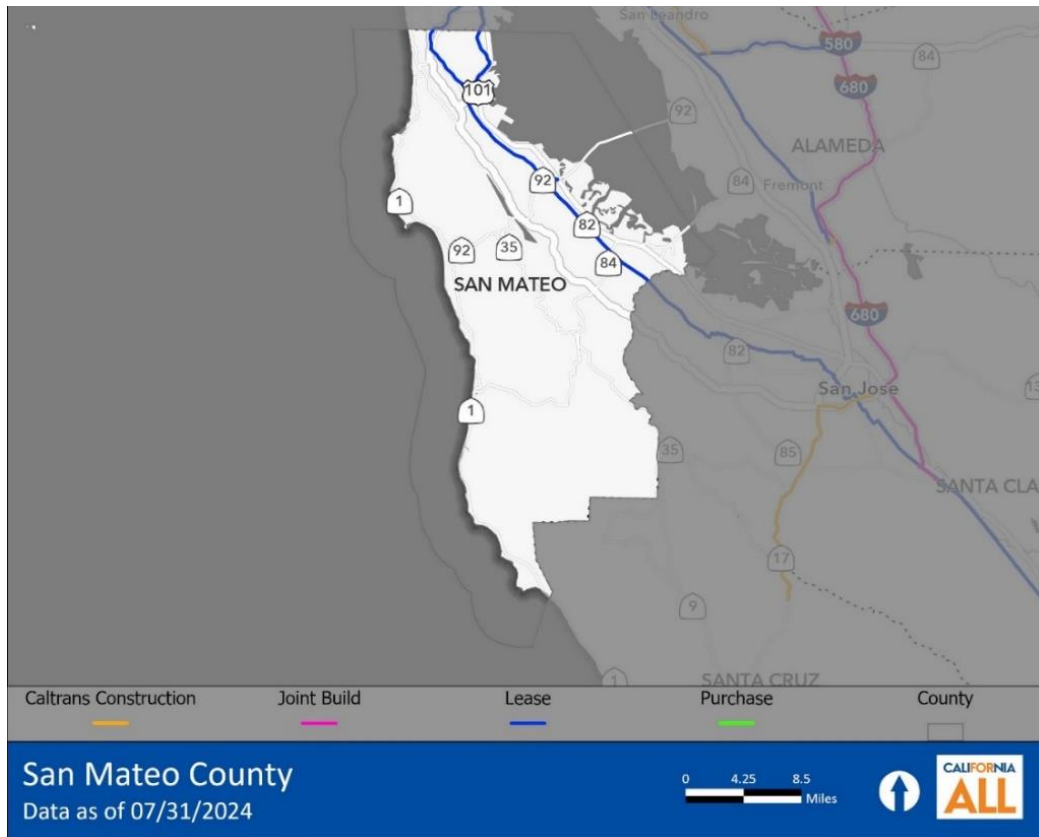 San Leandro
580
84
680
101
92
ALAMEDA
84
Fremont
92
1
82
92
35
84
SAN MATEO
680
82
San Jose
13
1
35
85
SANTA CLA
17
9
1
SANTA CRUZ
Caltrans Construction
Joint Build
Lease
Purchase
County
San Mateo County
Data as of 07/31/2024
0 4.25 8.5
Miles
CALIFORNIA
ALL